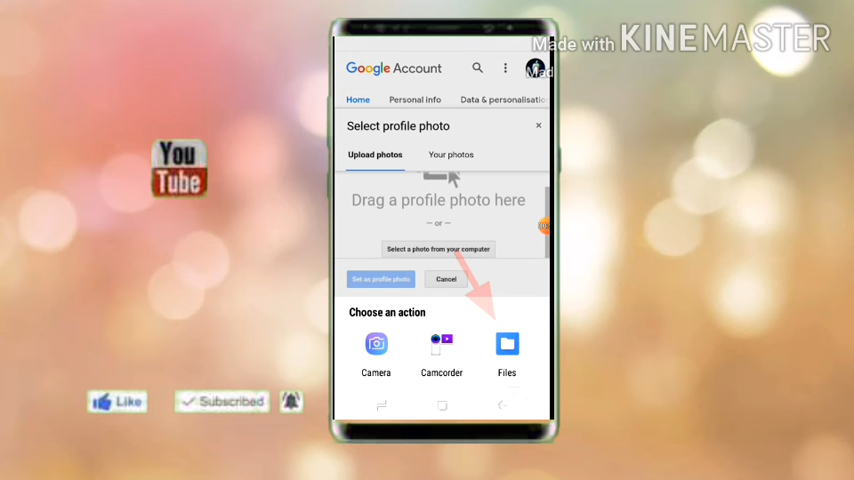 Made with KINEMASTER
Google Account
Mad
Home Personal info Data & personalisatio
Select profile photo
Upload photos Your photos
You
Tube
Drag a profile photo here
— or —
Select a photo from your computer
Set as profile photo Cancel
Choose an action
Camera Camcorder Files
Like Subscribed